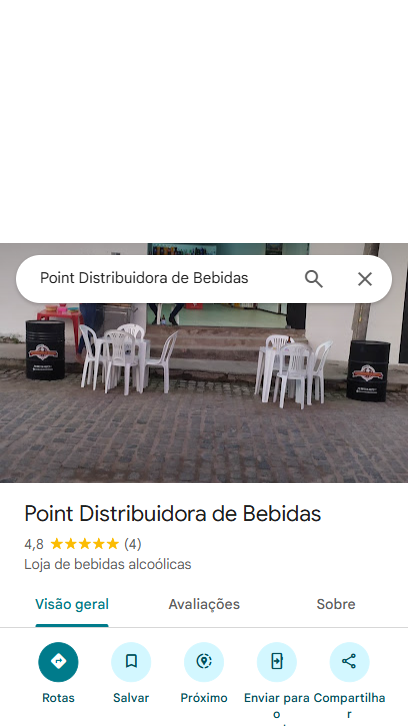 Point Distribuidora de Bebidas
Point Distribuidora de Bebidas
4,8 ★★★★★ (4)
Loja de bebidas alcoólicas
Visão geral
Avaliações
Sobre
Rotas
Salvar
Próximo
Enviar para
o
Compartilha
r